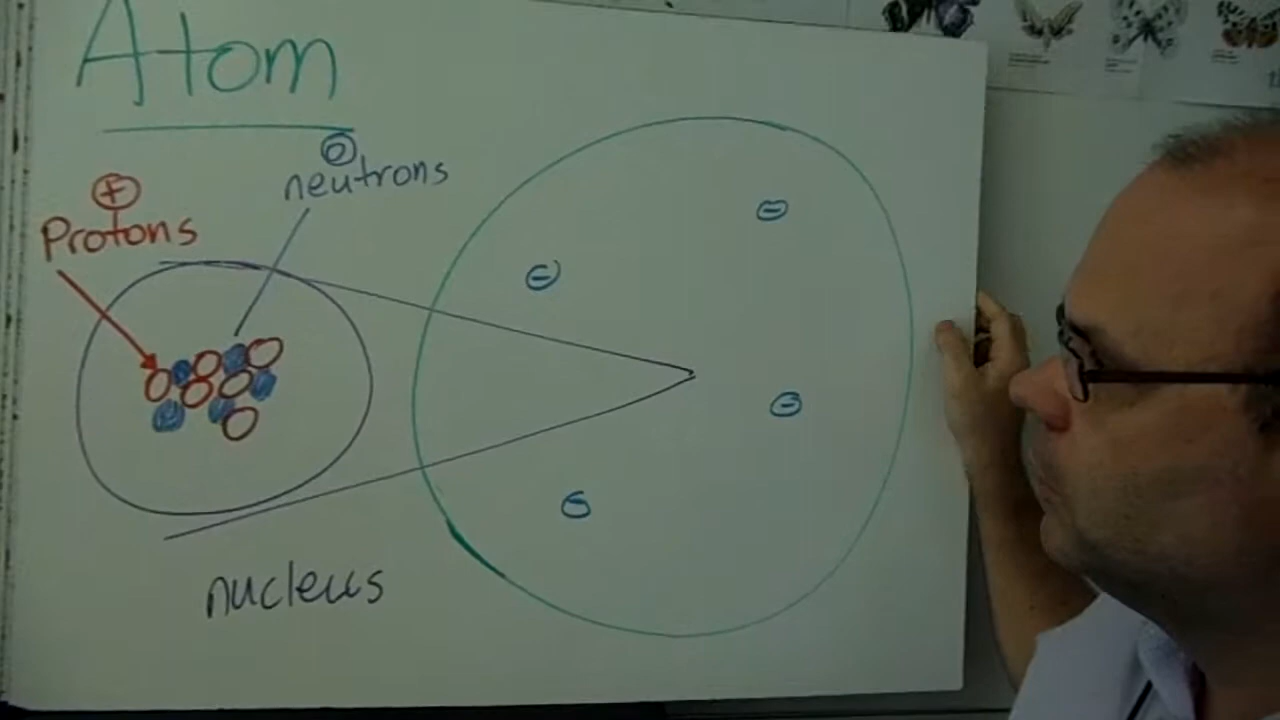 Atom
o
neutrons
+
Protons
-
-
-
-
nucleus